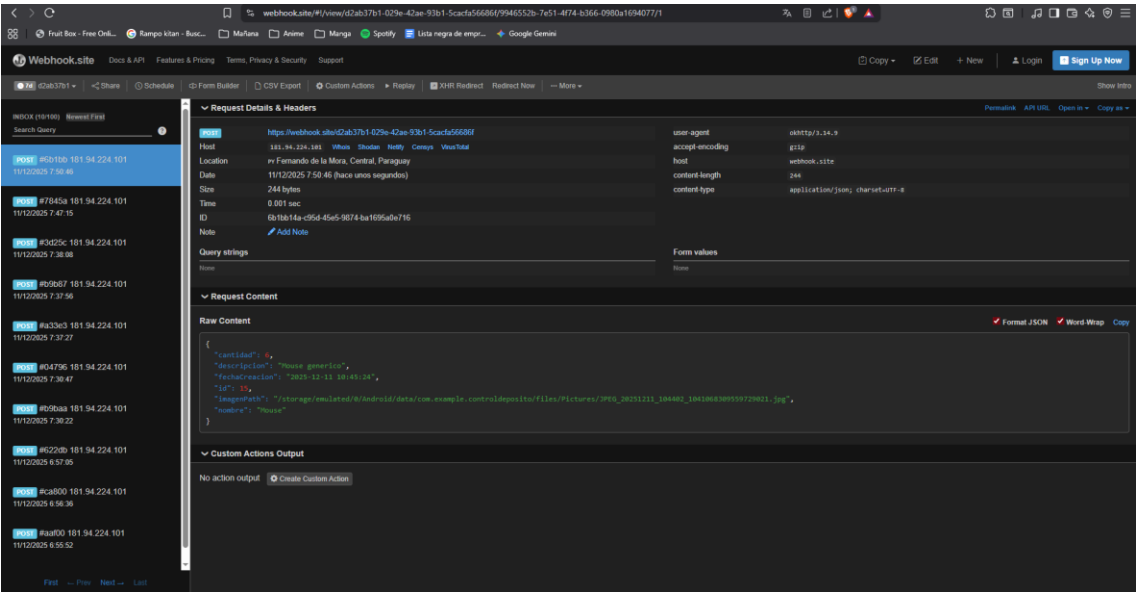 webhook.site/#!/view/d2ab37b1-029e-42ae-93b1-5cacfa56686f/9946552b-7e51-4f74-b366-0980a1694077/1
Fruit Box - Free Onli... Rampo kitan - Busc... Mañana Anime Manga Spotify Lista negra de empr... Google Gemini
Webhook.site Docs & API Features & Pricing Terms, Privacy & Security Support Copy Edit + New Login Sign Up Now
7d d2ab37b1 Share Schedule Form Builder CSV Export Custom Actions Replay XHR Redirect Redirect Now More Show Intro
INBOX (10/100) Newest First
Search Query
POST #6b1bb 181.94.224.101
11/12/2025 7:50:46
POST #7845a 181.94.224.101
11/12/2025 7:47:15
POST #3d25c 181.94.224.101
11/12/2025 7:38:08
POST #b9b87 181.94.224.101
11/12/2025 7:37:56
POST #a33e3 181.94.224.101
11/12/2025 7:37:27
POST #04796 181.94.224.101
11/12/2025 7:30:47
POST #b9baa 181.94.224.101
11/12/2025 7:30:22
POST #622db 181.94.224.101
11/12/2025 6:57:05
POST #ca800 181.94.224.101
11/12/2025 6:56:36
POST #aaf00 181.94.224.101
11/12/2025 6:55:52
First ← Prev Next → Last
Request Details & Headers Permalink API URL Open in Copy as
POST https://webhook.site/d2ab37b1-029e-42ae-93b1-5cacfa56686f
Host 181.94.224.101 Whois Shodan Netify Censys VirusTotal
Location PY Fernando de la Mora, Central, Paraguay
Date 11/12/2025 7:50:46 (hace unos segundos)
Size 244 bytes
Time 0.001 sec
ID 6b1bb14a-c95d-45e5-9874-ba1695a0e716
Note Add Note
user-agent okhttp/3.14.9
accept-encoding gzip
host webhook.site
content-length 244
content-type application/json; charset=UTF-8
Query strings
None
Form values
None
Request Content
Raw Content Format JSON Word-Wrap Copy
{
"cantidad": 6,
"descripcion": "Mouse generico",
"fechaCreacion": "2025-12-11 10:45:24",
"id": 15,
"imagenPath": "/storage/emulated/0/Android/data/com.example.controldeposito/files/Pictures/JPEG_20251211_104402_1041068309559729021.jpg",
"nombre": "Mouse"
}
Custom Actions Output
No action output Create Custom Action